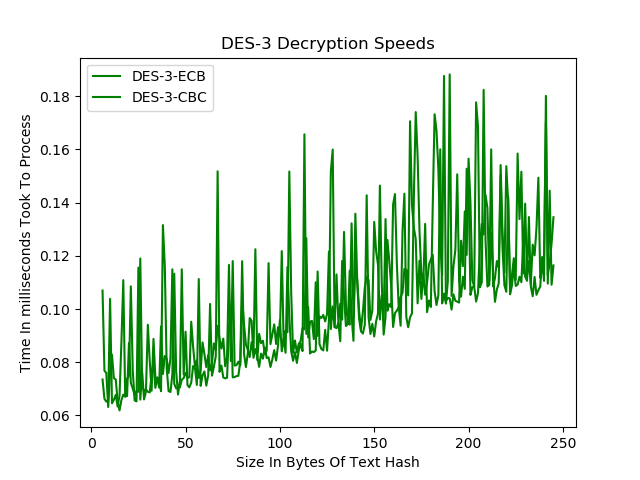 DES-3 Decryption Speeds
DES-3-ECB
DES-3-CBC
0.18
0.16
0.14
0.12
0.10
0.08
0.06
Time In milliseconds Took To Process
0 50 100 150 200 250
Size In Bytes Of Text Hash